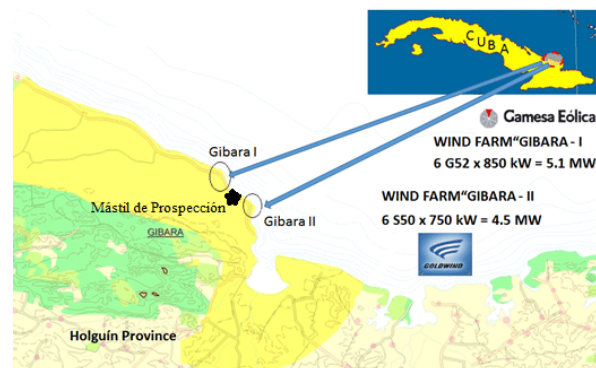 CUBA
Gamesa Eólica
WIND FARM“GIBARA - I
6 G52 x 850 kW = 5.1 MW
Gibara I
WIND FARM“GIBARA - II
6 S50 x 750 kW = 4.5 MW
Mástil de Prospección
Gibara II
GIBARA
GOLDWIND
Holguín Province